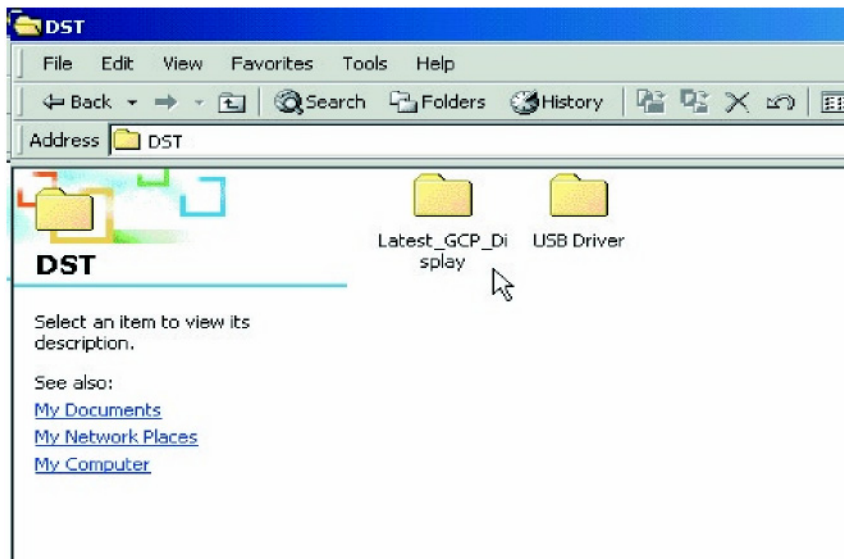 DST
File Edit View Favorites Tools Help
Back Search Folders History
Address DST
Latest_GCP_Di
splay
USB Driver
DST
Select an item to view its
description.
See also:
My Documents
My Network Places
My Computer